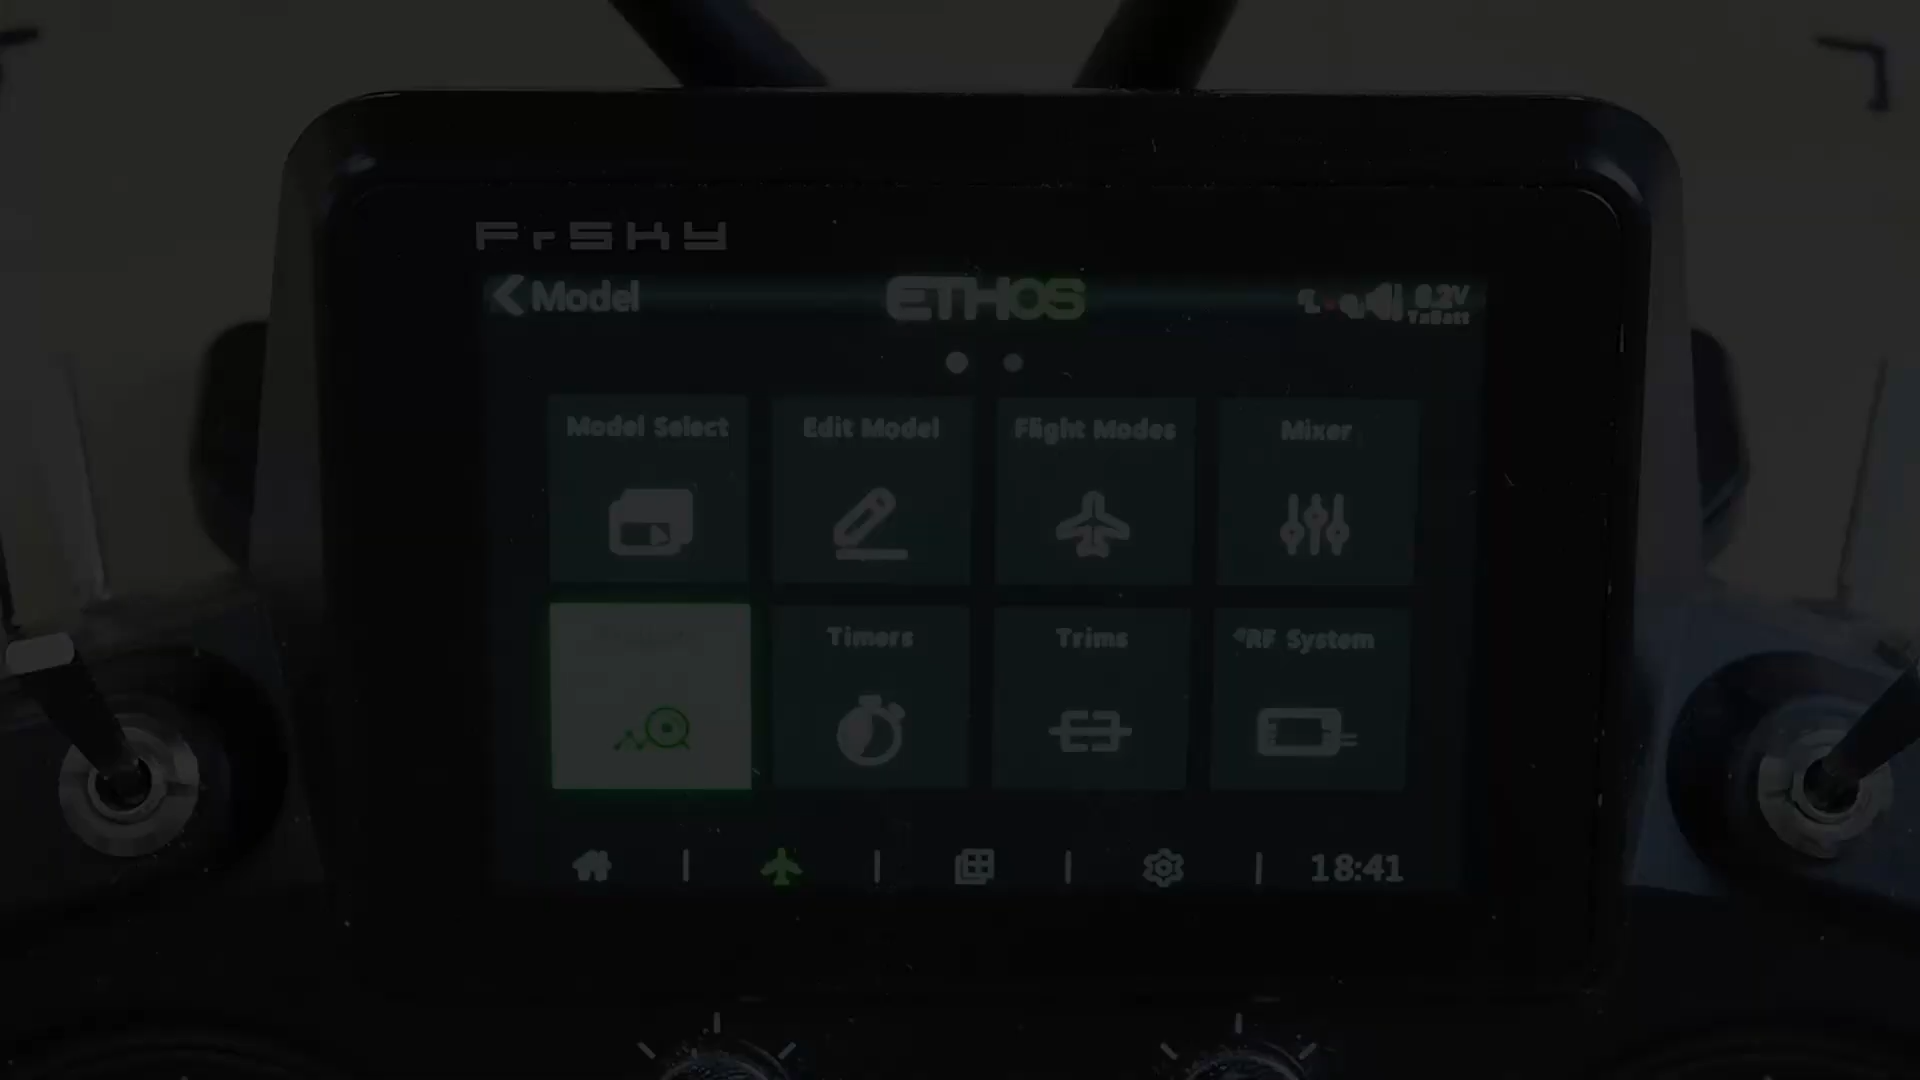 FrSKY
Model
ETHOS
8.2V
TxBatt
Model Select
Edit Model
Flight Modes
Mixer
Timers
Trims
RF System
18:41